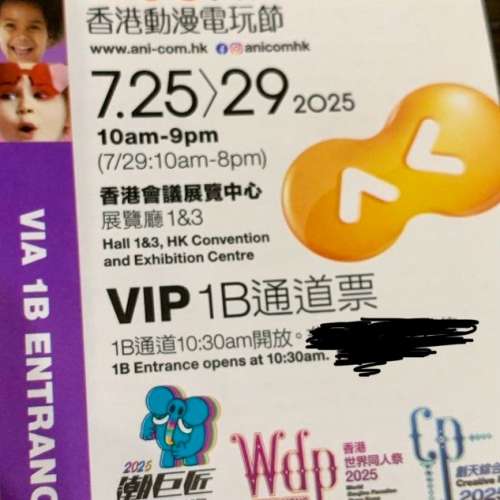 香港動漫電玩節
www.ani-com.hk anicomhk
7.25>29 2025
10am-9pm
(7/29:10am-8pm)
香港會議展覽中心
展覽廳1&3
Hall 1&3, HK Convention
and Exhibition Centre
VIP 1B通道票
1B通道10:30am開放。
1B Entrance opens at 10:30am.
VIA 1B ENTRANC
2025
潮巨匠
Wdp
香港
世界同人祭
2025
cp
創天綜合
Creative
202